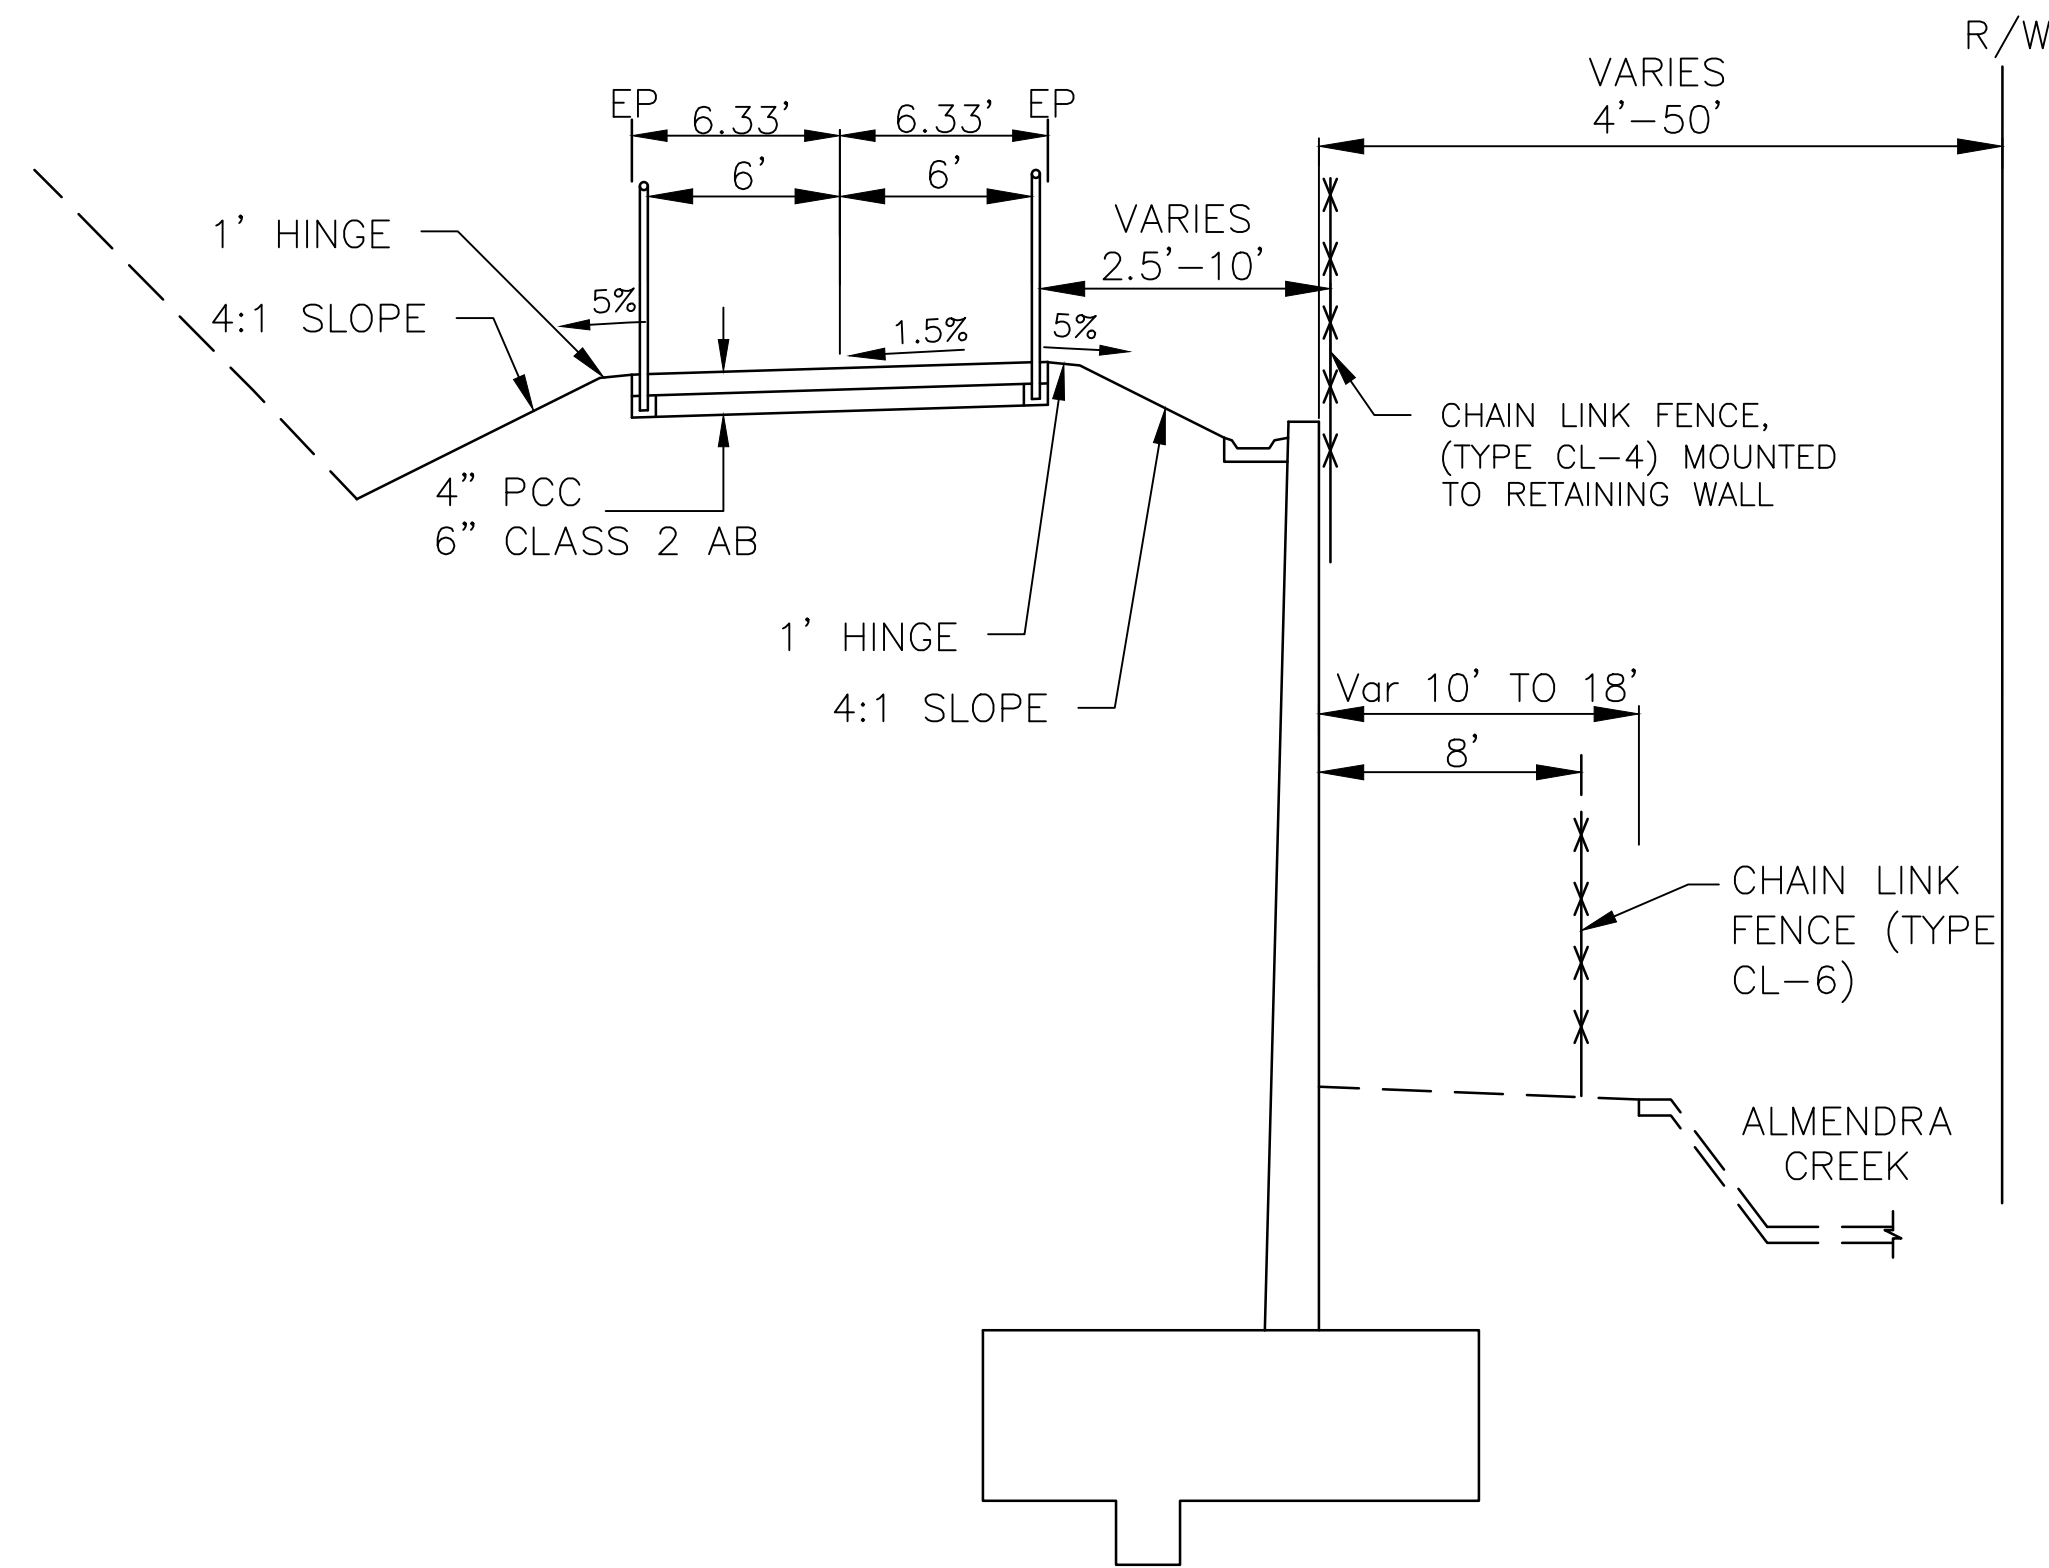 R/W
VARIES
4'-50'
EP
6.33'
6.33'
EP
6'
6'
VARIES
2.5'-10'
1' HINGE
4:1 SLOPE
5%
1.5%
5%
CHAIN LINK FENCE,
(TYPE CL-4) MOUNTED
TO RETAINING WALL
4" PCC
6" CLASS 2 AB
1' HINGE
4:1 SLOPE
Var 10' TO 18'
8'
CHAIN LINK
FENCE (TYPE
CL-6)
ALMENDRA
CREEK